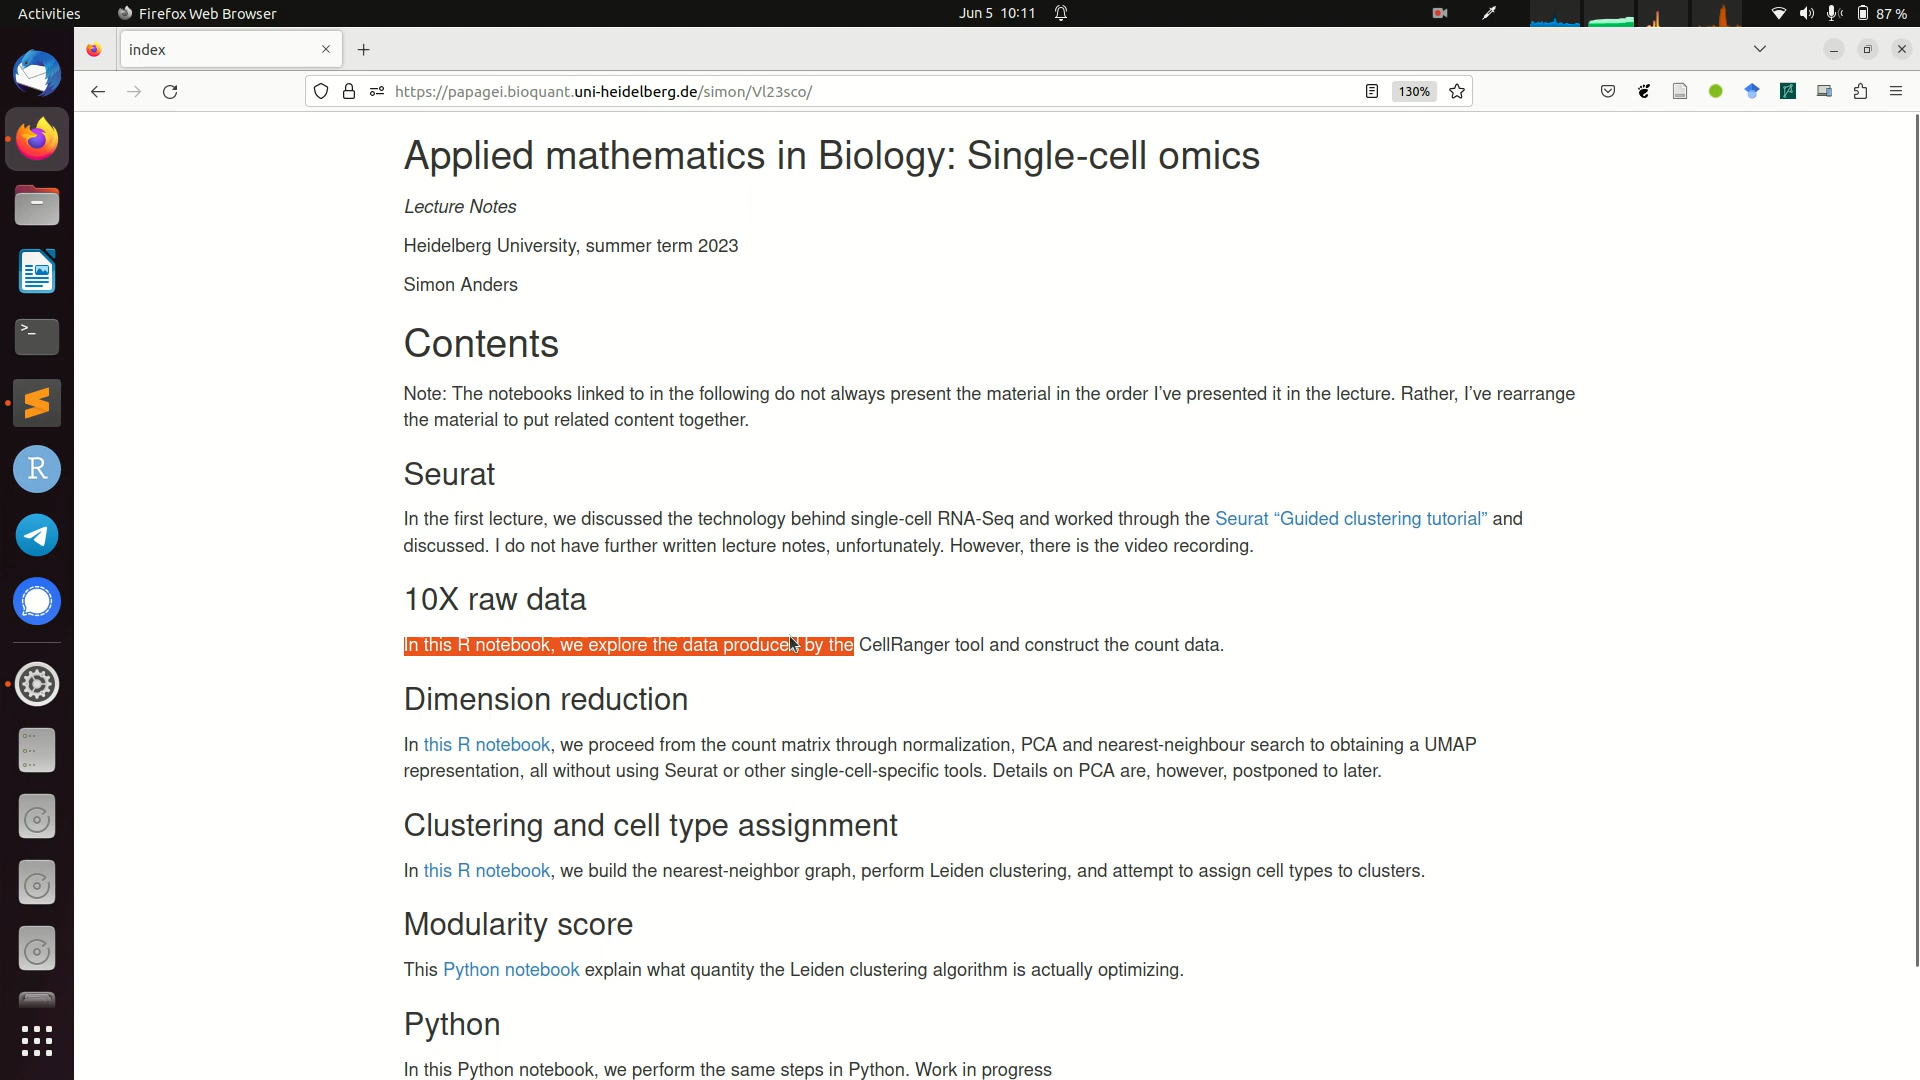 Activities
Firefox Web Browser
Jun 5 10:11
87 %
index
https://papagei.bioquant.uni-heidelberg.de/simon/Vl23sco/
130%
Applied mathematics in Biology: Single-cell omics
Lecture Notes
Heidelberg University, summer term 2023
Simon Anders
Contents
Note: The notebooks linked to in the following do not always present the material in the order I've presented it in the lecture. Rather, I've rearrange
the material to put related content together.
Seurat
In the first lecture, we discussed the technology behind single-cell RNA-Seq and worked through the Seurat “Guided clustering tutorial” and
discussed. I do not have further written lecture notes, unfortunately. However, there is the video recording.
10X raw data
In this R notebook, we explore the data produced by the CellRanger tool and construct the count data.
Dimension reduction
In this R notebook, we proceed from the count matrix through normalization, PCA and nearest-neighbour search to obtaining a UMAP
representation, all without using Seurat or other single-cell-specific tools. Details on PCA are, however, postponed to later.
Clustering and cell type assignment
In this R notebook, we build the nearest-neighbor graph, perform Leiden clustering, and attempt to assign cell types to clusters.
Modularity score
This Python notebook explain what quantity the Leiden clustering algorithm is actually optimizing.
Python
In this Python notebook, we perform the same steps in Python. Work in progress